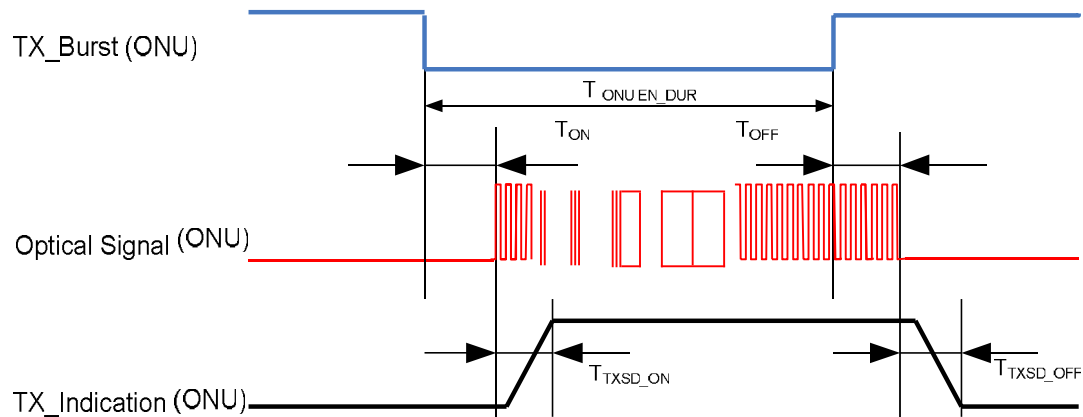 TX_Burst (ONU)
T ONU EN_DUR
TON
TOFF
Optical Signal (ONU)
TTXSD_ON
TTXSD_OFF
TX_Indication (ONU)